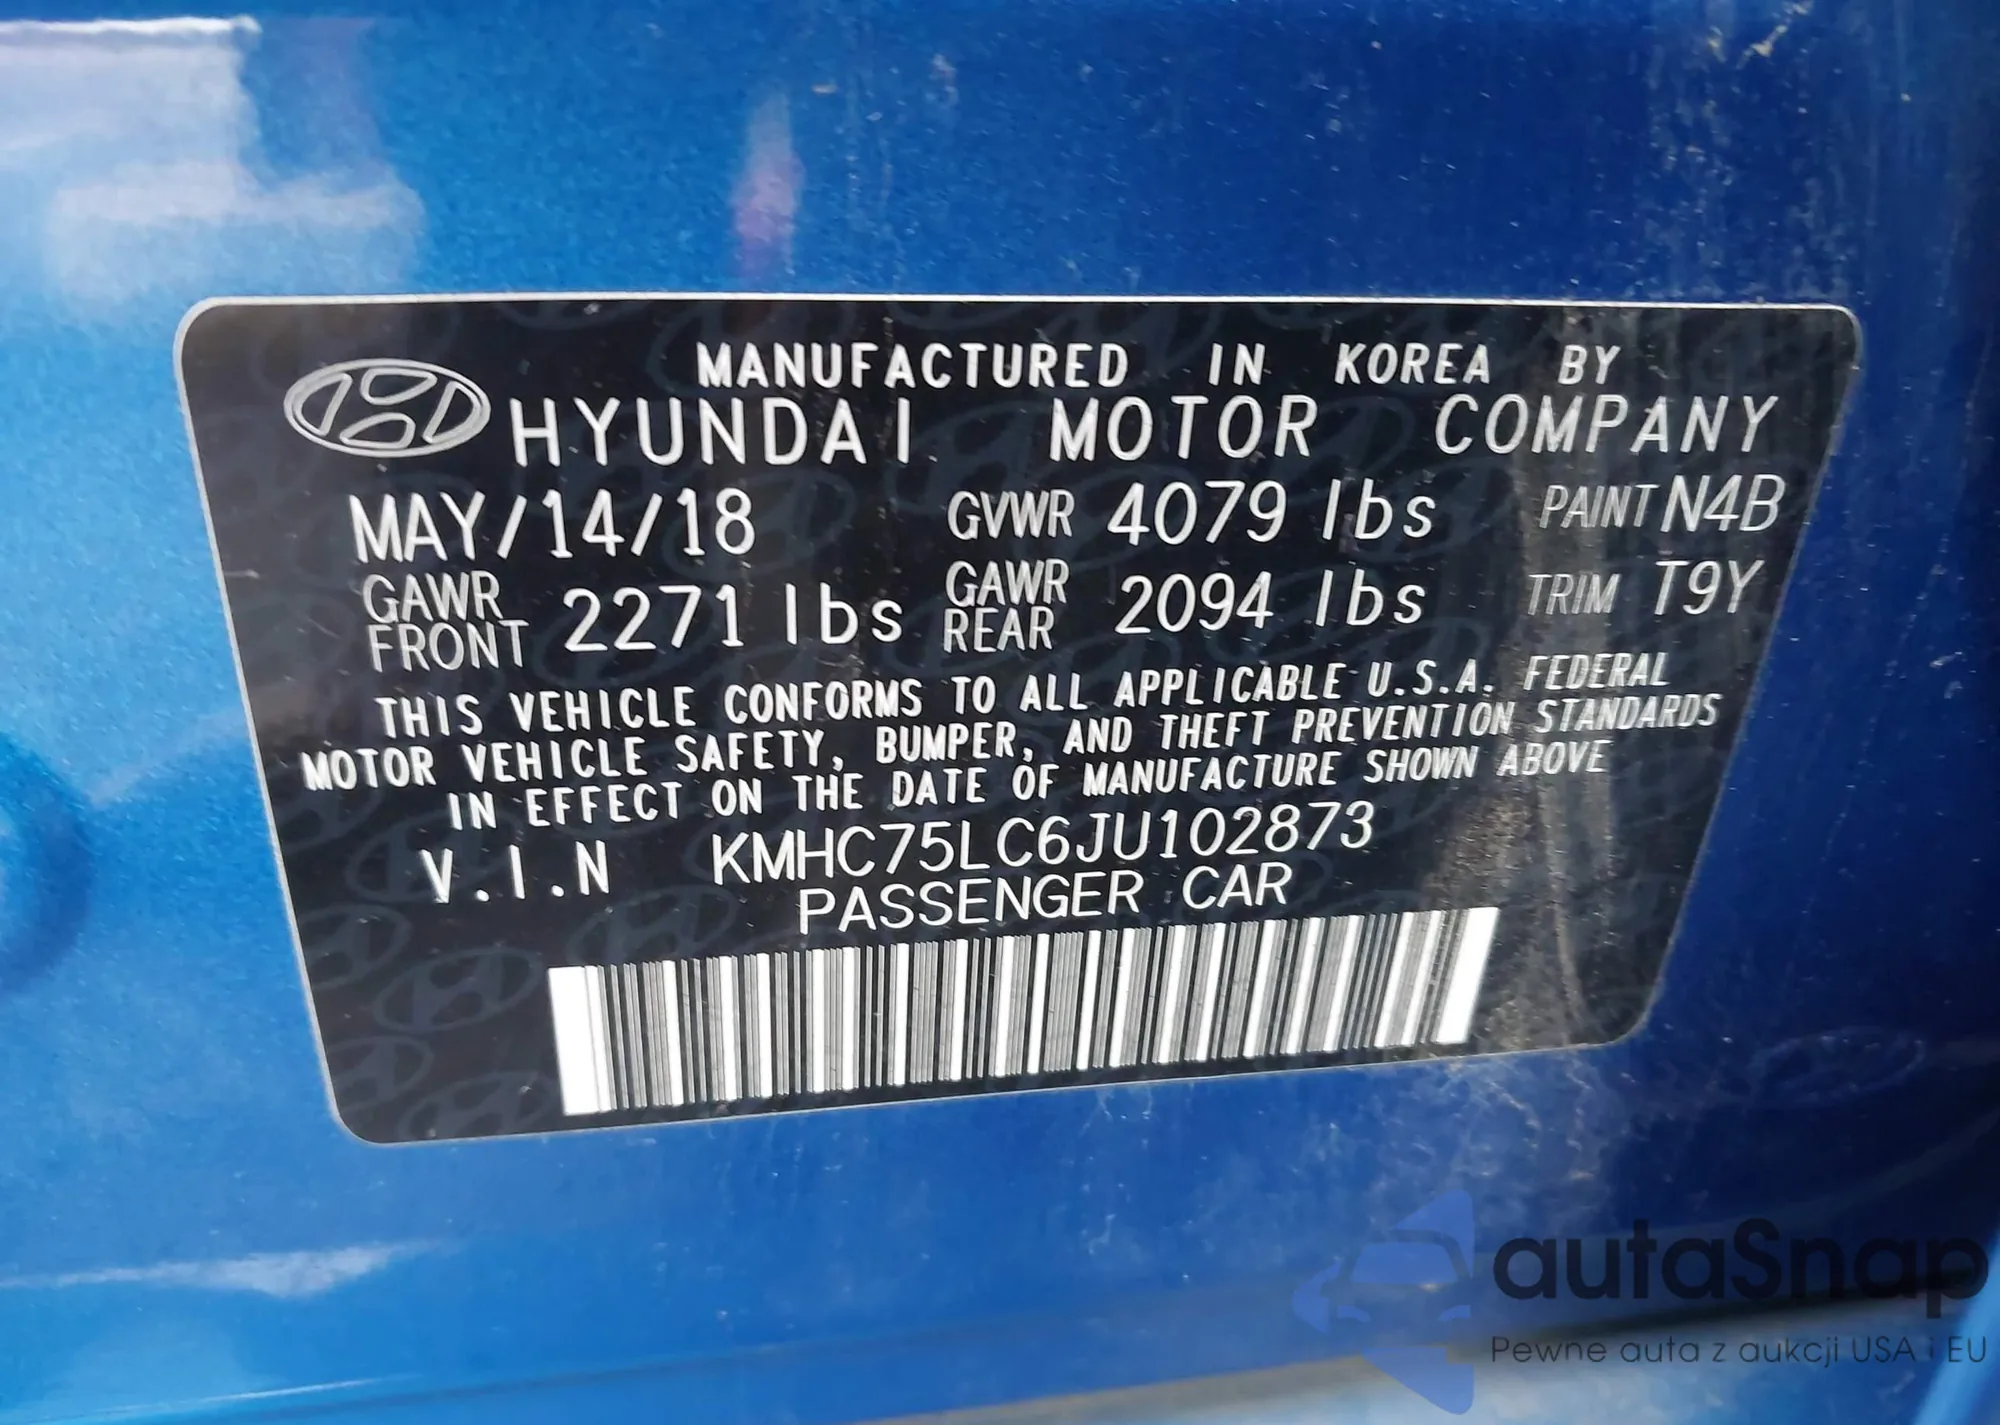 MANUFACTURED IN KOREA BY
HYUNDAI MOTOR COMPANY
MAY/14/18 GVWR 4079 lbs PAINT N4B
GAWR FRONT 2271 lbs GAWR REAR 2094 lbs TRIM T9Y
THIS VEHICLE CONFORMS TO ALL APPLICABLE U.S.A. FEDERAL
MOTOR VEHICLE SAFETY, BUMPER, AND THEFT PREVENTION STANDARDS
IN EFFECT ON THE DATE OF MANUFACTURE SHOWN ABOVE
V.I.N KMHC75LC6JU102873
PASSENGER CAR
autaSnap
Pewne auta z aukcji USA i EU